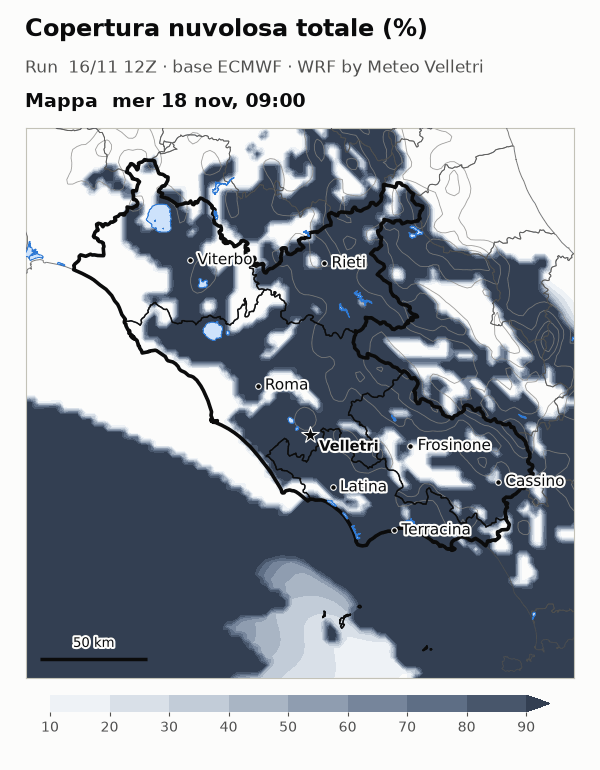 Copertura nuvolosa totale (%)
Run  16/11 12Z · base ECMWF · WRF by Meteo Velletri
Mappa  mer 18 nov, 09:00
Viterbo
Rieti
Roma
Velletri
Frosinone
Cassino
Latina
Terracina
50 km
10 20 30 40 50 60 70 80 90